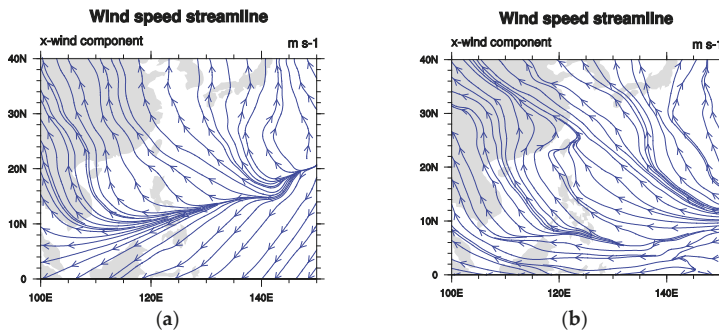 Wind speed streamline
x-wind component m s-1
40N
30N
20N
10N
0
100E 120E 140E
(a)
Wind speed streamline
x-wind component m s-1
40N
30N
20N
10N
0
100E 120E 140E
(b)